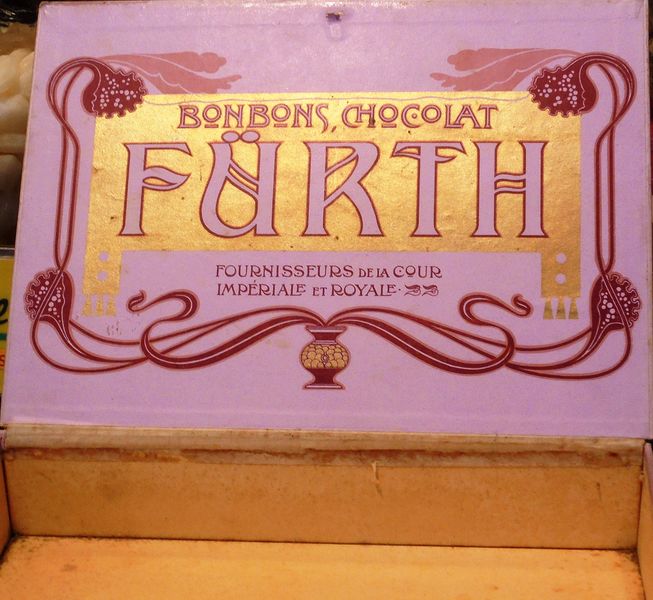 BONBONS, CHOCOLAT
FÜRTH
FOURNISSEURS DE LA COUR
IMPÉRIALE ET ROYALE.